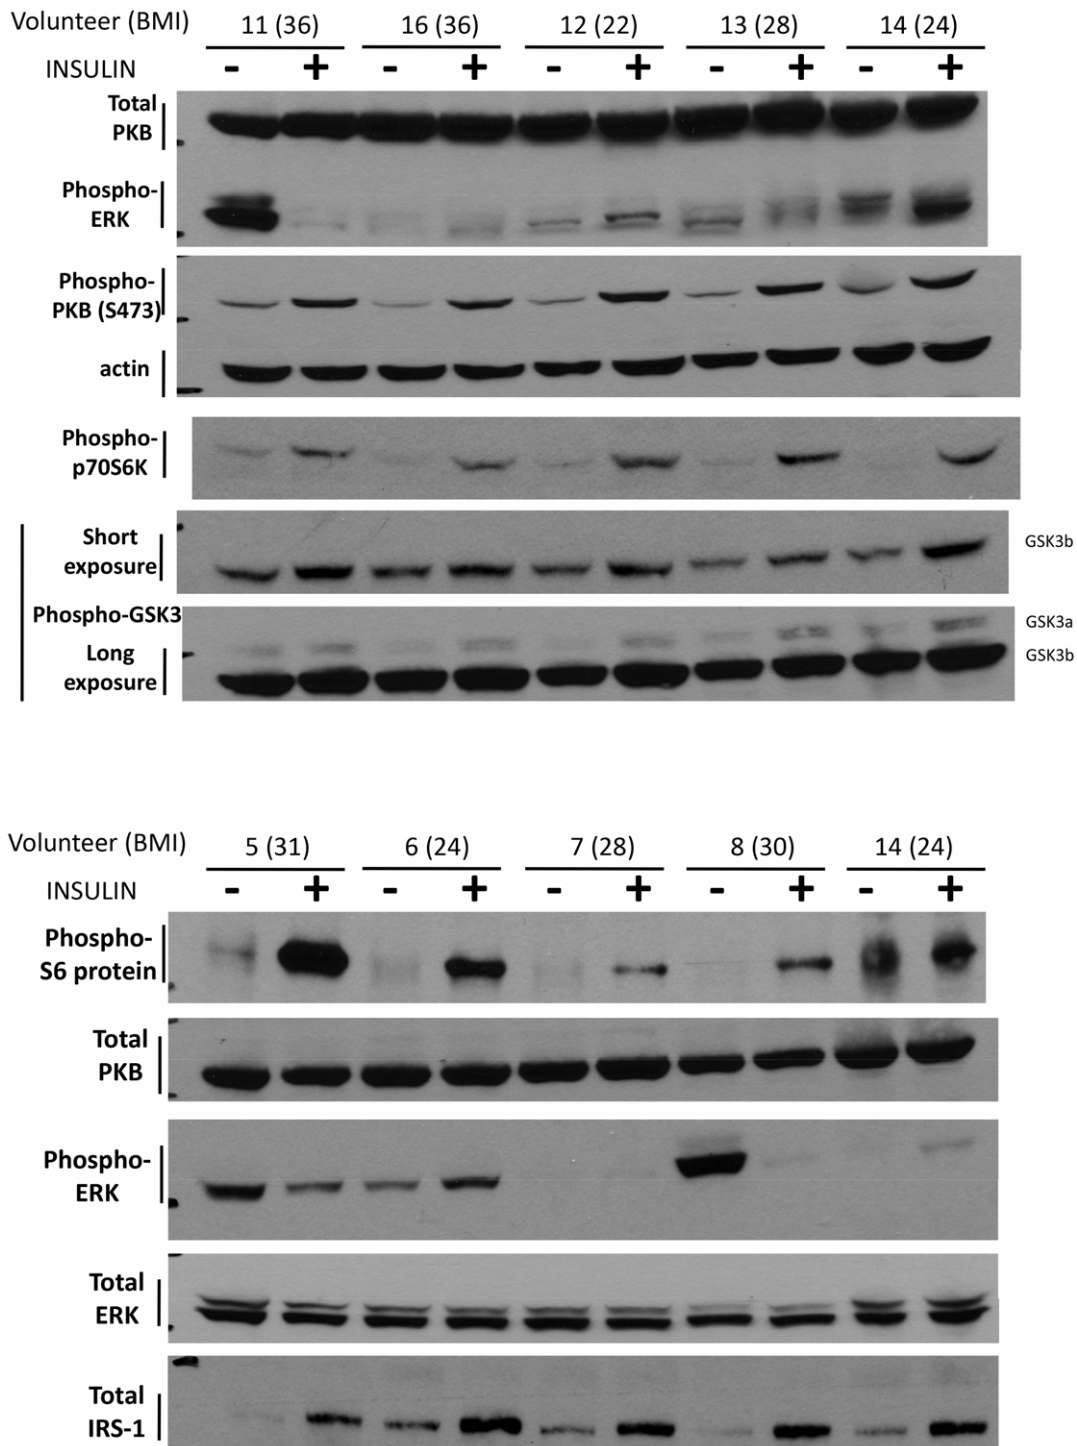 Volunteer (BMI) 11 (36) 16 (36) 12 (22) 13 (28) 14 (24)
INSULIN - + - + - + - + - +
Total
PKB
Phospho-
ERK
Phospho-
PKB (S473)
actin
Phospho-
p70S6K
Short
exposure
GSK3b
Phospho-GSK3
GSK3a
Long
exposure
GSK3b
Volunteer (BMI) 5 (31) 6 (24) 7 (28) 8 (30) 14 (24)
INSULIN - + - + - + - + - +
Phospho-
S6 protein
Total
PKB
Phospho-
ERK
Total
ERK
Total
IRS-1